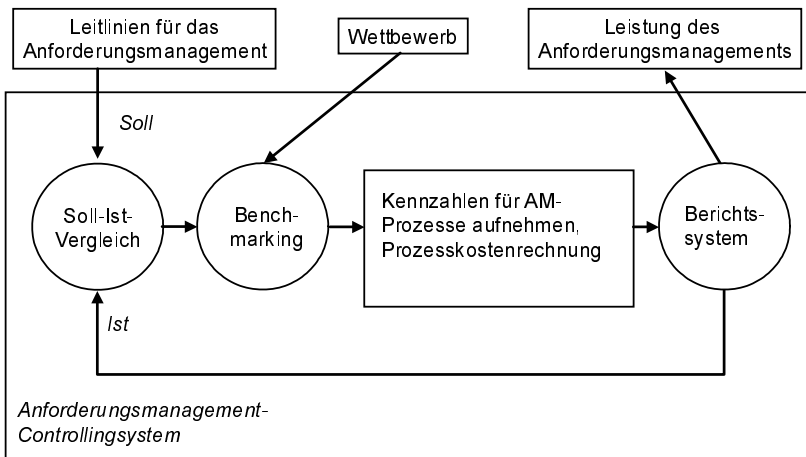 Leitlinien für das
Anforderungsmanagement
Wettbewerb
Leistung des
Anforderungsmanagements
Soll
Soll-Ist-
Vergleich
Bench-
marking
Kennzahlen für AM-
Prozesse aufnehmen,
Prozesskostenrechnung
Berichts-
system
Ist
Anforderungsmanagement-
Controllingsystem